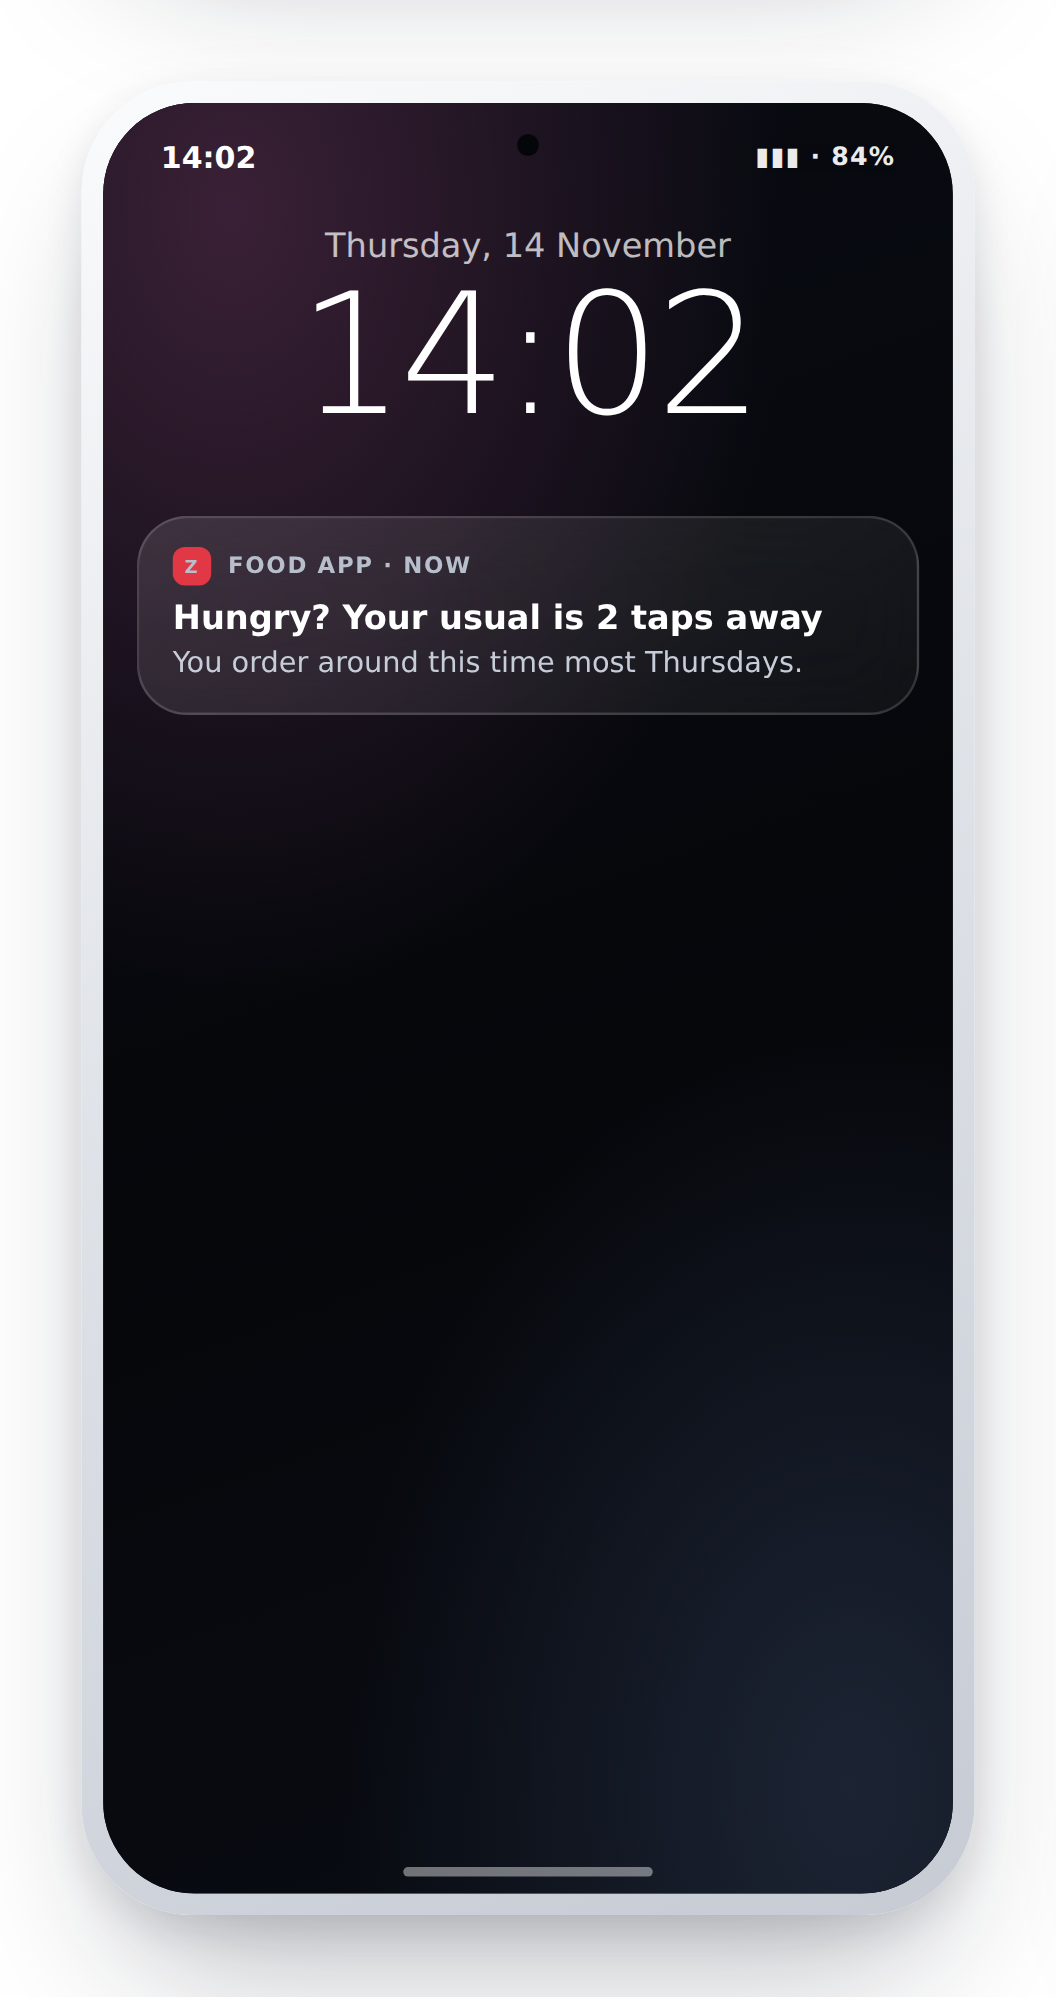 14:02
· 84%
Thursday, 14 November
14:02
Z
FOOD APP · NOW
Hungry? Your usual is 2 taps away
You order around this time most Thursdays.